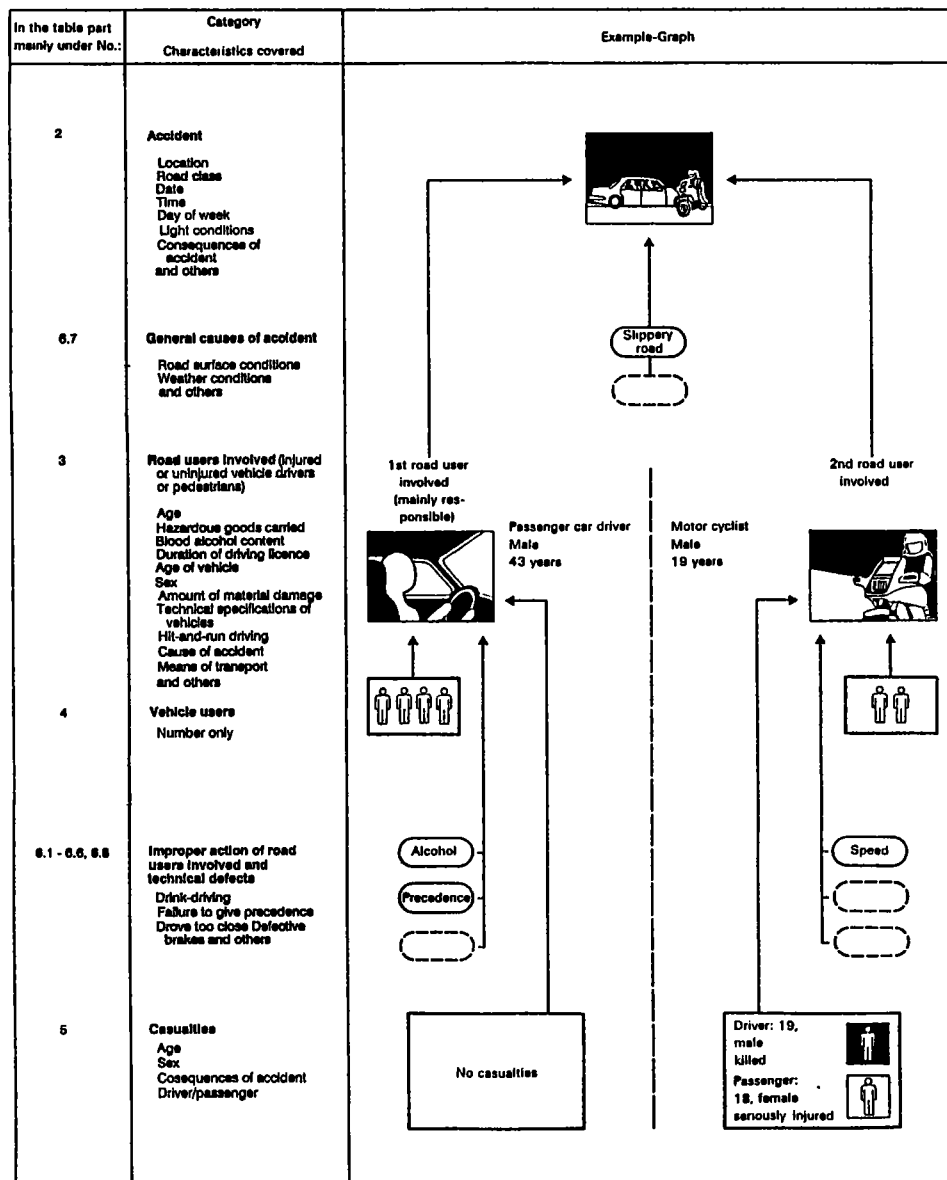 In the table part
mainly under No.:
Category
Characteristics covered
Example-Graph
2
Accident
Location
Road class
Date
Time
Day of week
Light conditions
Consequences of
accident
and others
6.7
General causes of accident
Road surface conditions
Weather conditions
and others
Slippery
road
3
Road users involved (injured
or uninjured vehicle drivers
or pedestrians)
Age
Hazardous goods carried
Blood alcohol content
Duration of driving licence
Age of vehicle
Sex
Amount of material damage
Technical specifications of
vehicles
Hit-and-run driving
Cause of accident
Means of transport
and others
1st road user
involved
(mainly res-
ponsible)
Passenger car driver
Male
43 years
Motor cyclist
Male
19 years
2nd road user
involved
4
Vehicle users
Number only
6.1 - 6.6, 6.8
Improper action of road
users involved and
technical defects
Drink-driving
Failure to give precedence
Drove too close Defective
brakes and others
Alcohol
Precedence
Speed
5
Casualties
Age
Sex
Cosequences of accident
Driver/passenger
No casualties
Driver: 19,
male
killed
Passenger:
18, female
seriously injured